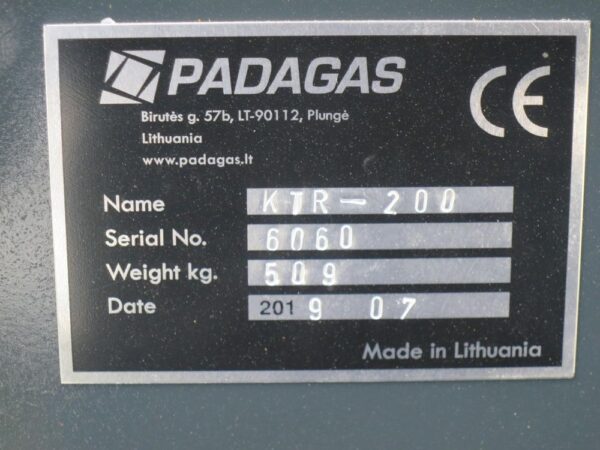 PADAGAS
CE
Birutės g. 57b, LT-90112, Plungė
Lithuania
www.padagas.lt
Name KTR-200
Serial No. 6060
Weight kg. 509
Date 2019 07
Made in Lithuania